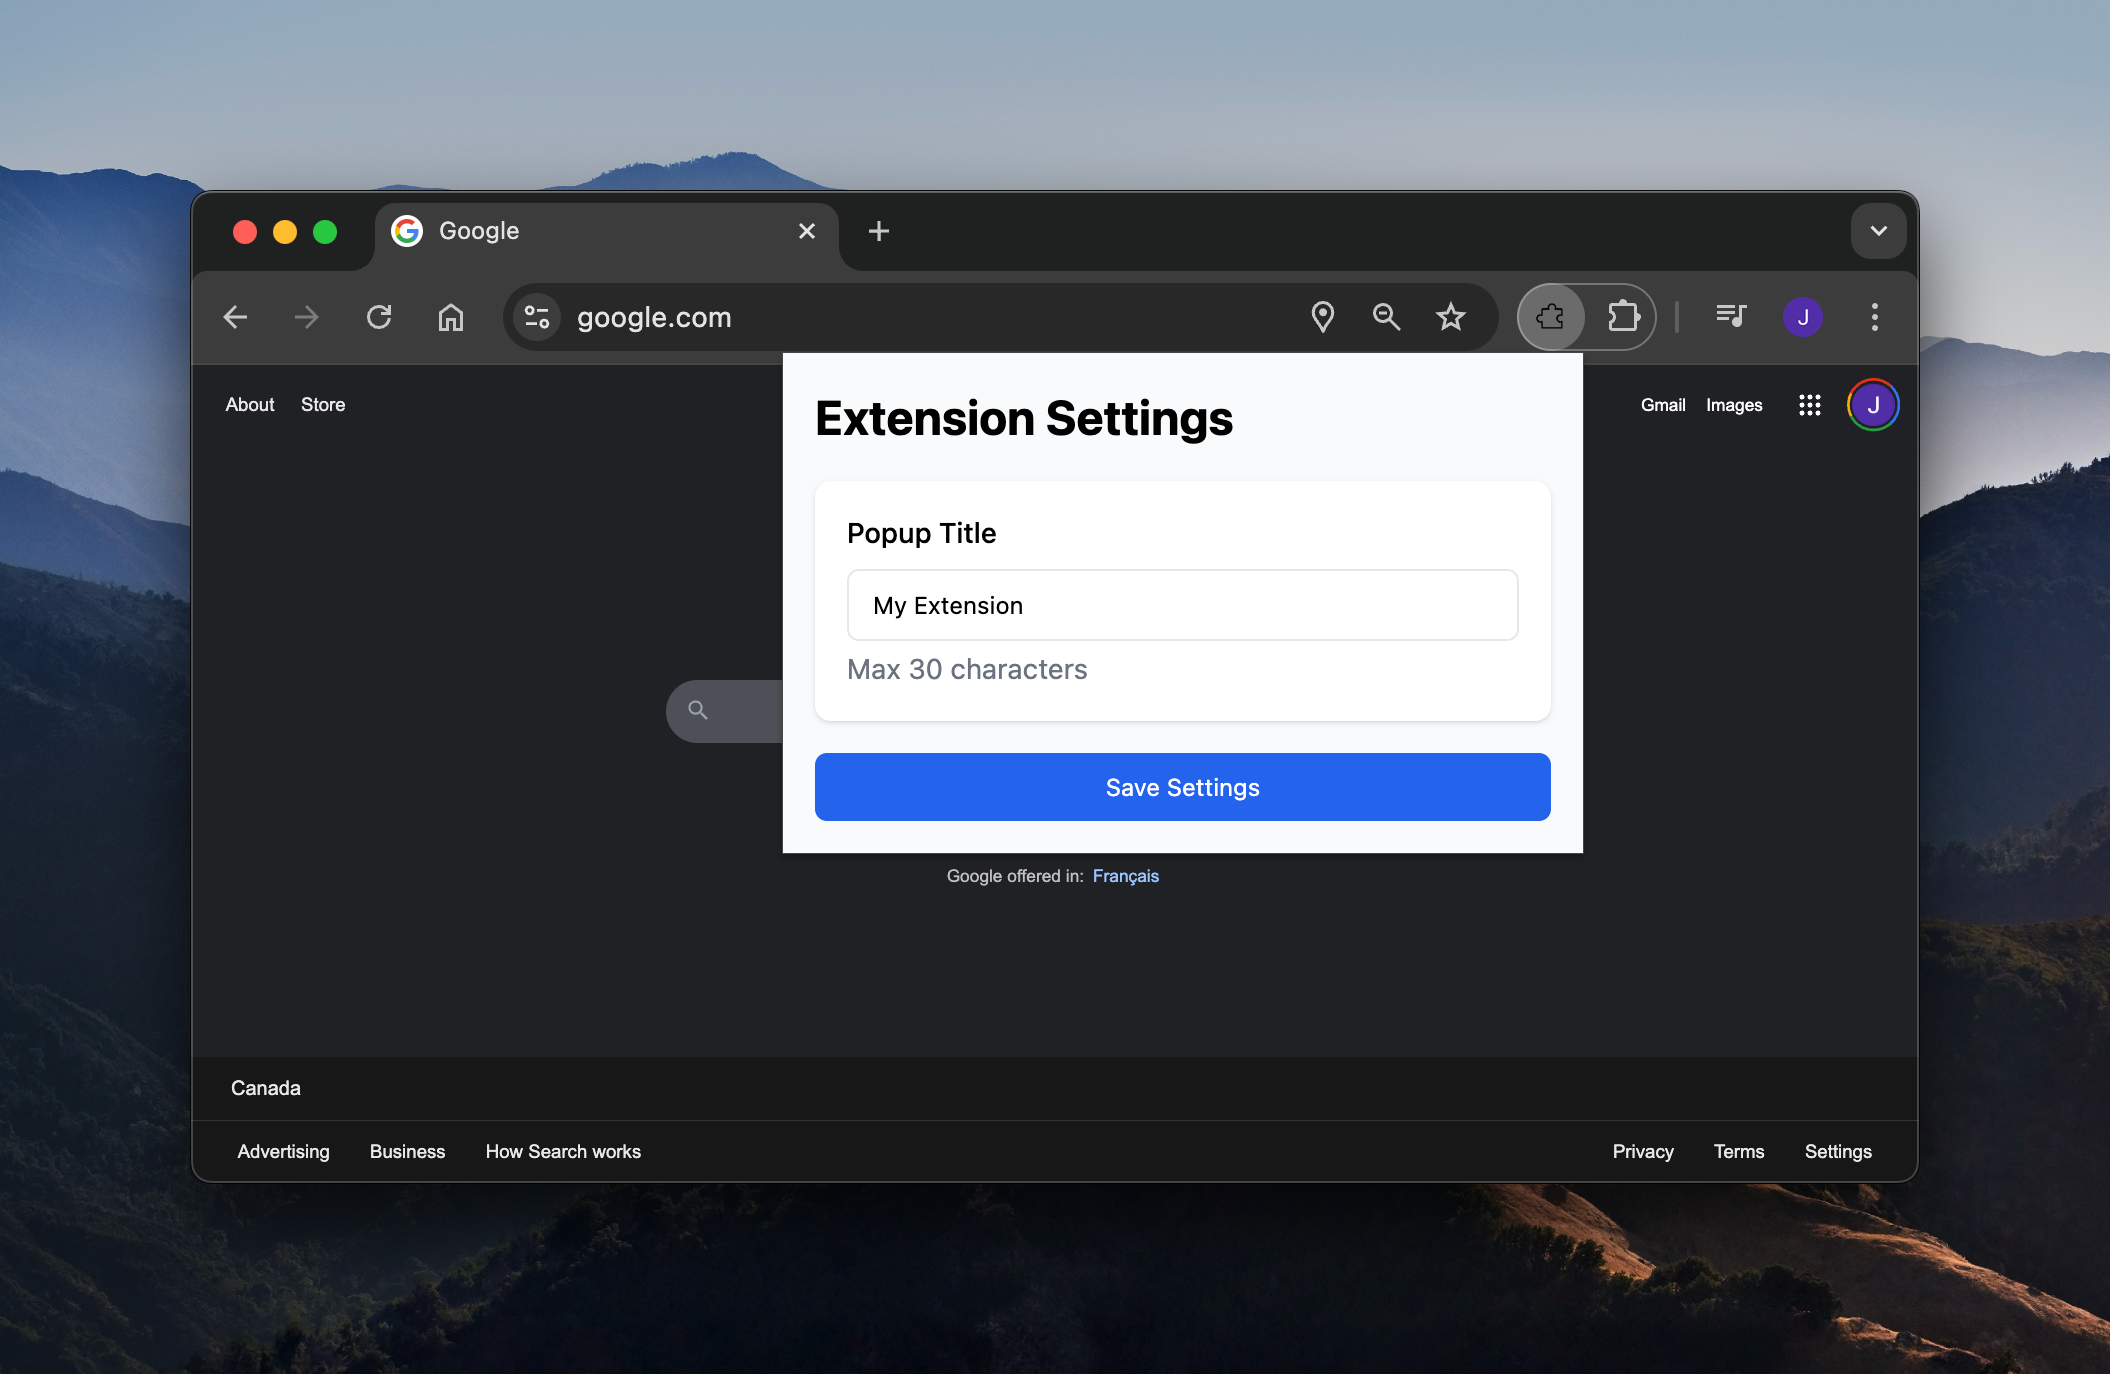 Google
google.com
J
About Store
Gmail Images J
Extension Settings
Popup Title
My Extension
Max 30 characters
Save Settings
Google offered in: Français
Canada
Advertising Business How Search works
Privacy Terms Settings